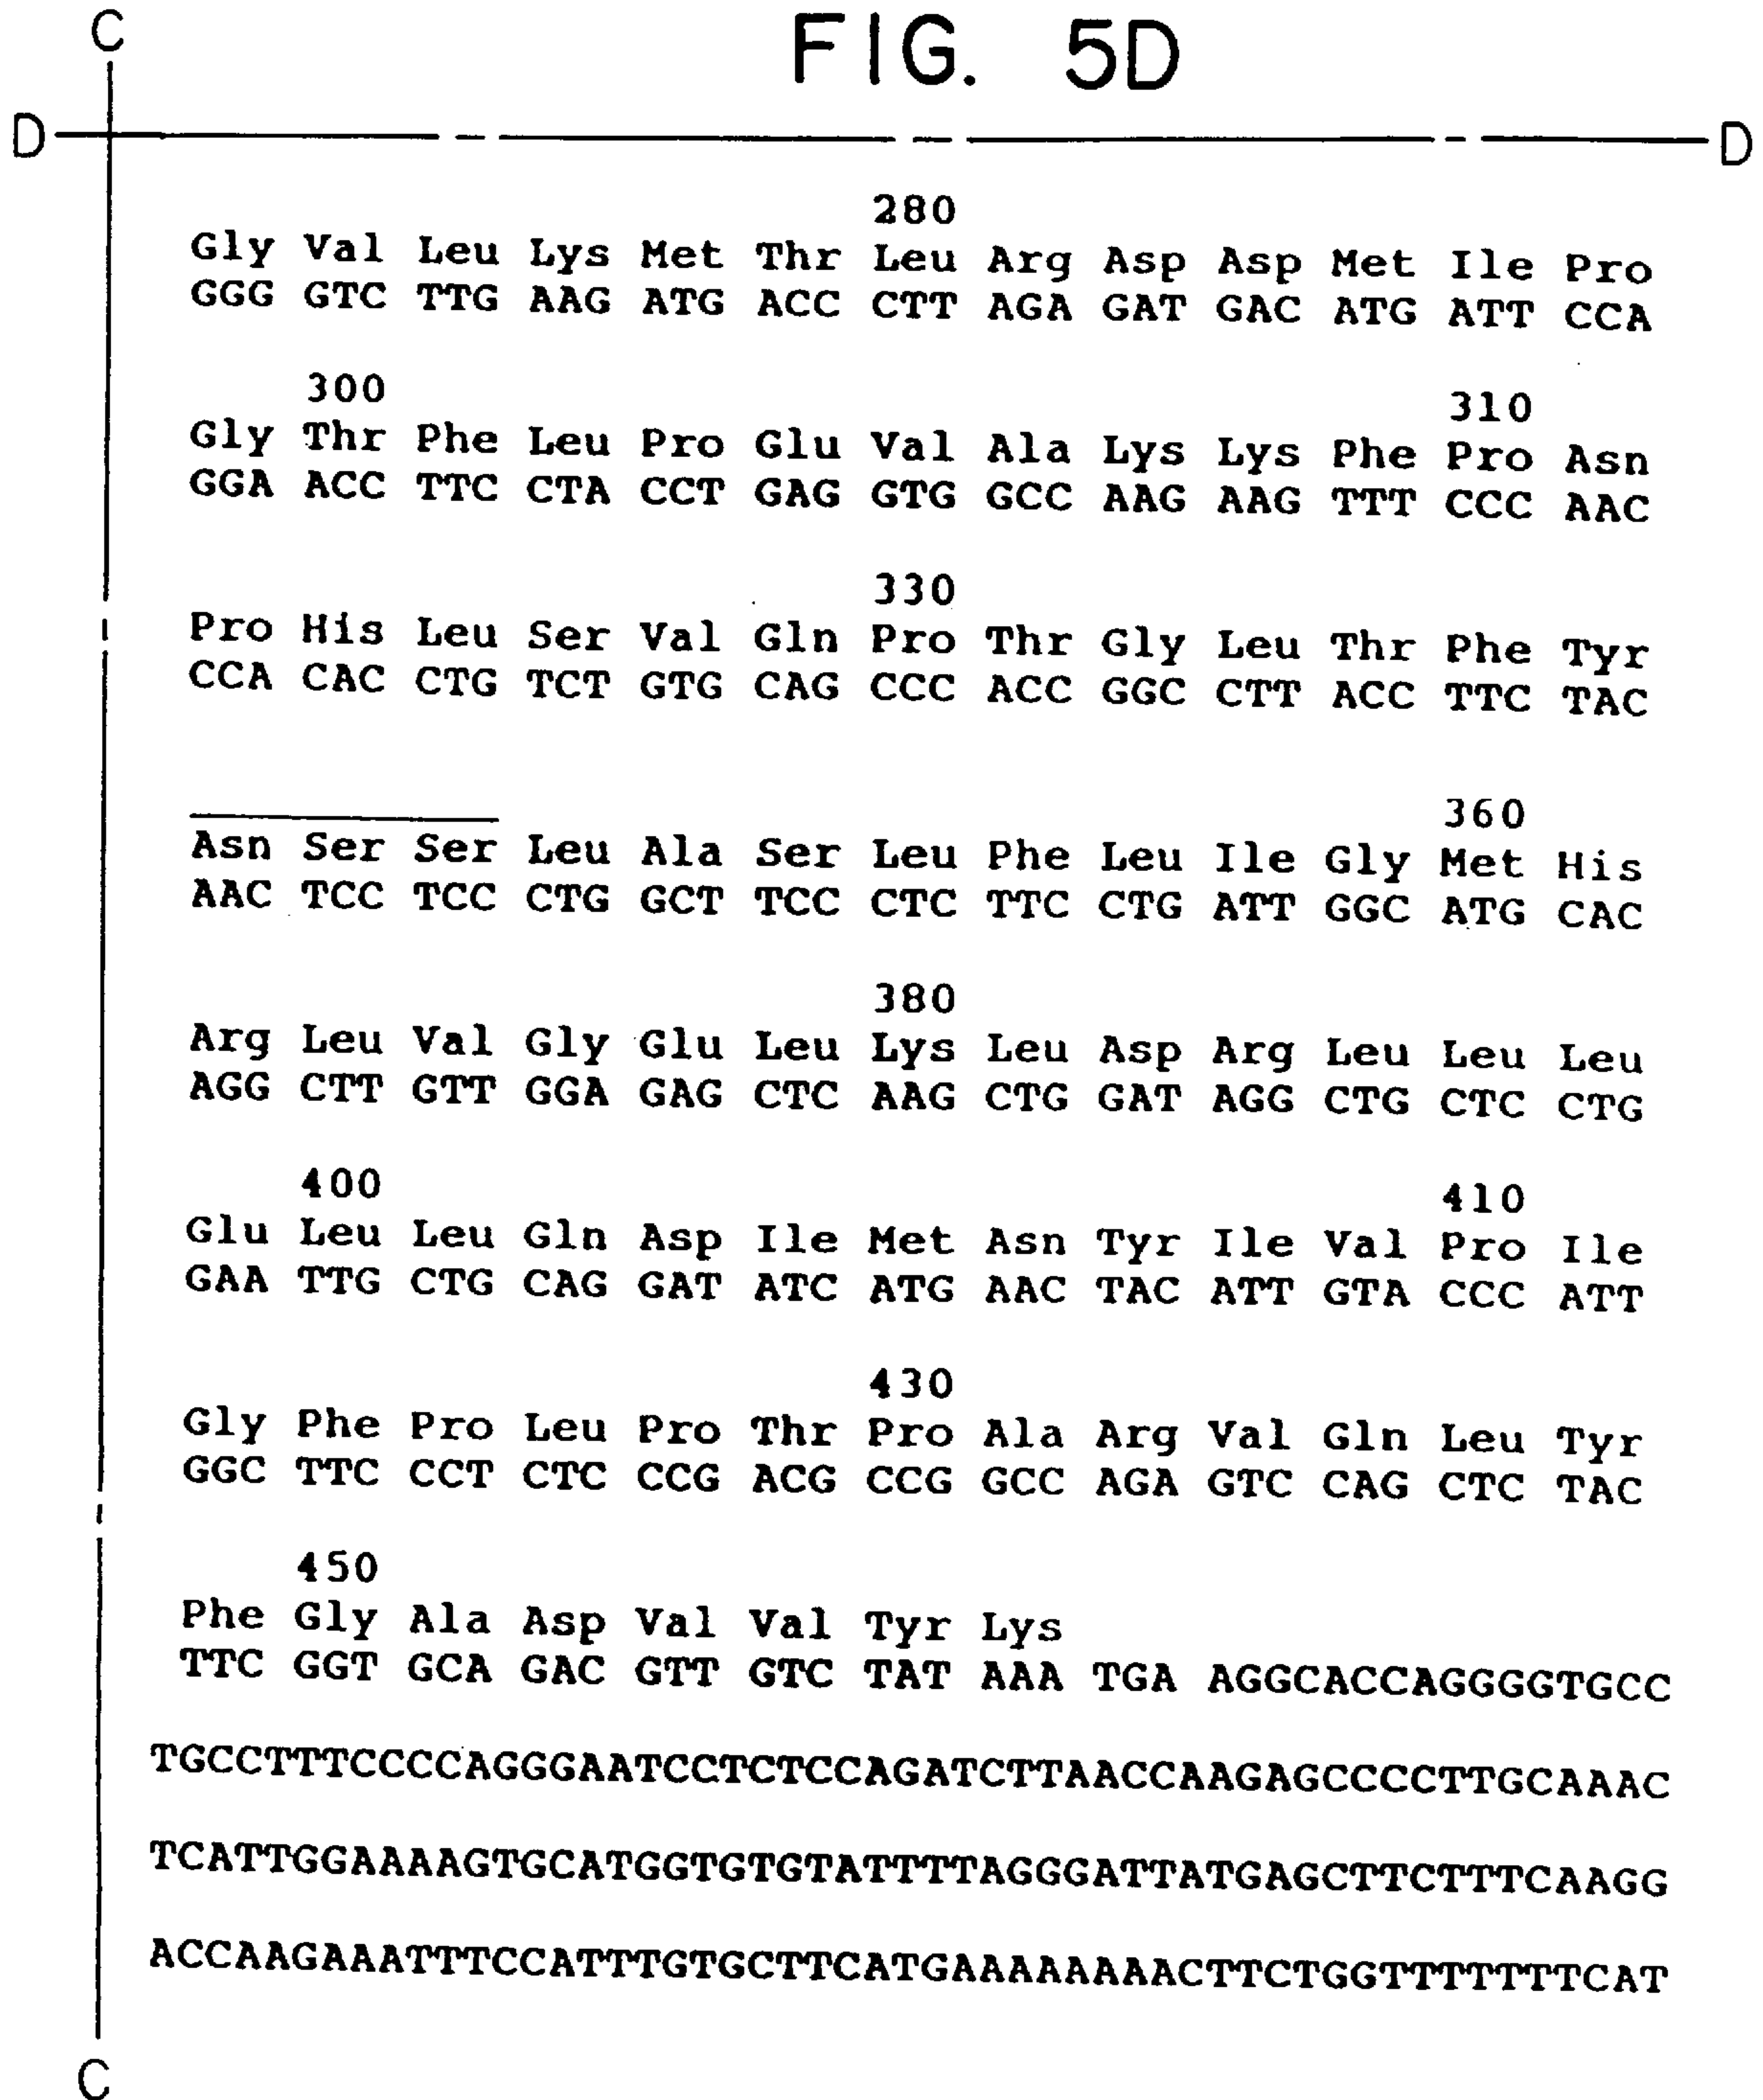 FIG. 5D
C
D D
280
Gly Val Leu Lys Met Thr Leu Arg Asp Asp Met Ile Pro
GGG GTC TTG AAG ATG ACC CTT AGA GAT GAC ATG ATT CCA
300 310
Gly Thr Phe Leu Pro Glu Val Ala Lys Lys Phe Pro Asn
GGA ACC TTC CTA CCT GAG GTG GCC AAG AAG TTT CCC AAC
330
Pro His Leu Ser Val Gln Pro Thr Gly Leu Thr Phe Tyr
CCA CAC CTG TCT GTG CAG CCC ACC GGC CTT ACC TTC TAC
360
Asn Ser Ser Leu Ala Ser Leu Phe Leu Ile Gly Met His
AAC TCC TCC CTG GCT TCC CTC TTC CTG ATT GGC ATG CAC
380
Arg Leu Val Gly Glu Leu Lys Leu Asp Arg Leu Leu Leu
AGG CTT GTT GGA GAG CTC AAG CTG GAT AGG CTG CTC CTG
400 410
Glu Leu Leu Gln Asp Ile Met Asn Tyr Ile Val Pro Ile
GAA TTG CTG CAG GAT ATC ATG AAC TAC ATT GTA CCC ATT
430
Gly Phe Pro Leu Pro Thr Pro Ala Arg Val Gln Leu Tyr
GGC TTC CCT CTC CCG ACG CCG GCC AGA GTC CAG CTC TAC
450
Phe Gly Ala Asp Val Val Tyr Lys
TTC GGT GCA GAC GTT GTC TAT AAA TGA AGGCACCAGGGGTGCC
TGCCTTTCCCCAGGGAATCCTCTCCAGATCTTAACCAAGAGCCCCTTGCAAAC
TCATTGGAAAAGTGCATGGTGTGTATTTTAGGGATTATGAGCTTCTTTCAAGG
ACCAAGAAATTTCCATTTGTGCTTCATGAAAAAAAACTTCTGGTTTTTTTCAT
C